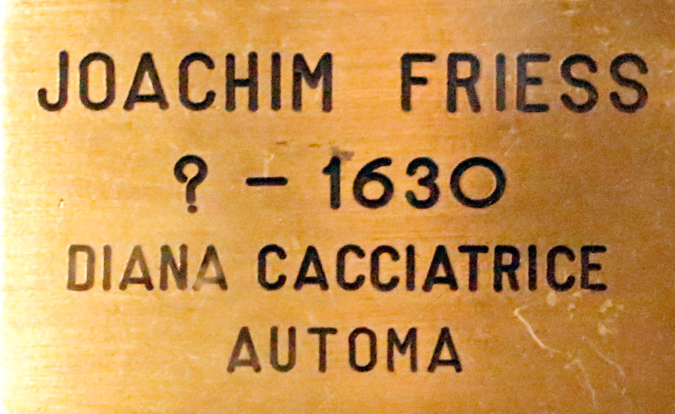 JOACHIM FRIESS
? – 1630
DIANA CACCIATRICE
AUTOMA